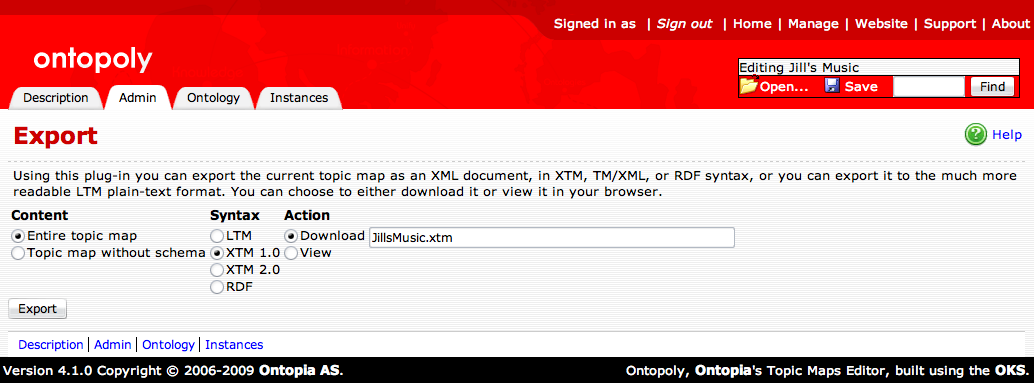 Signed in as | Sign out | Home | Manage | Website | Support | About
ontopoly
Editing Jill's Music
Open... Save Find
Description Admin Ontology Instances
Export
Help
Using this plug-in you can export the current topic map as an XML document, in XTM, TM/XML, or RDF syntax, or you can export it to the much more
readable LTM plain-text format. You can choose to either download it or view it in your browser.
Content Syntax Action
Entire topic map LTM Download JillsMusic.xtm
Topic map without schema XTM 1.0 View
XTM 2.0
RDF
Export
Description | Admin | Ontology | Instances
Version 4.1.0 Copyright © 2006-2009 Ontopia AS. Ontopoly, Ontopia's Topic Maps Editor, built using the OKS.